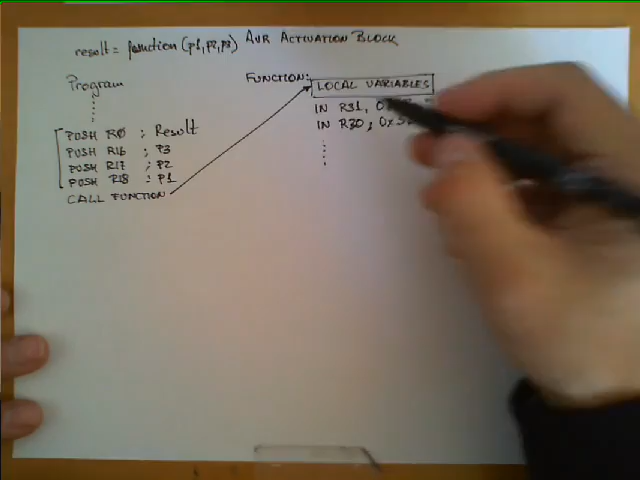 result = function (p1, p2, p3) AVR ACTIVATION BLOCK
Program
PUSH R0 ; Result
PUSH R16 ; P3
PUSH R17 ; P2
PUSH R18 ; P1
CALL FUNCTION
FUNCTION:
LOCAL VARIABLES
IN R31,
IN R30,